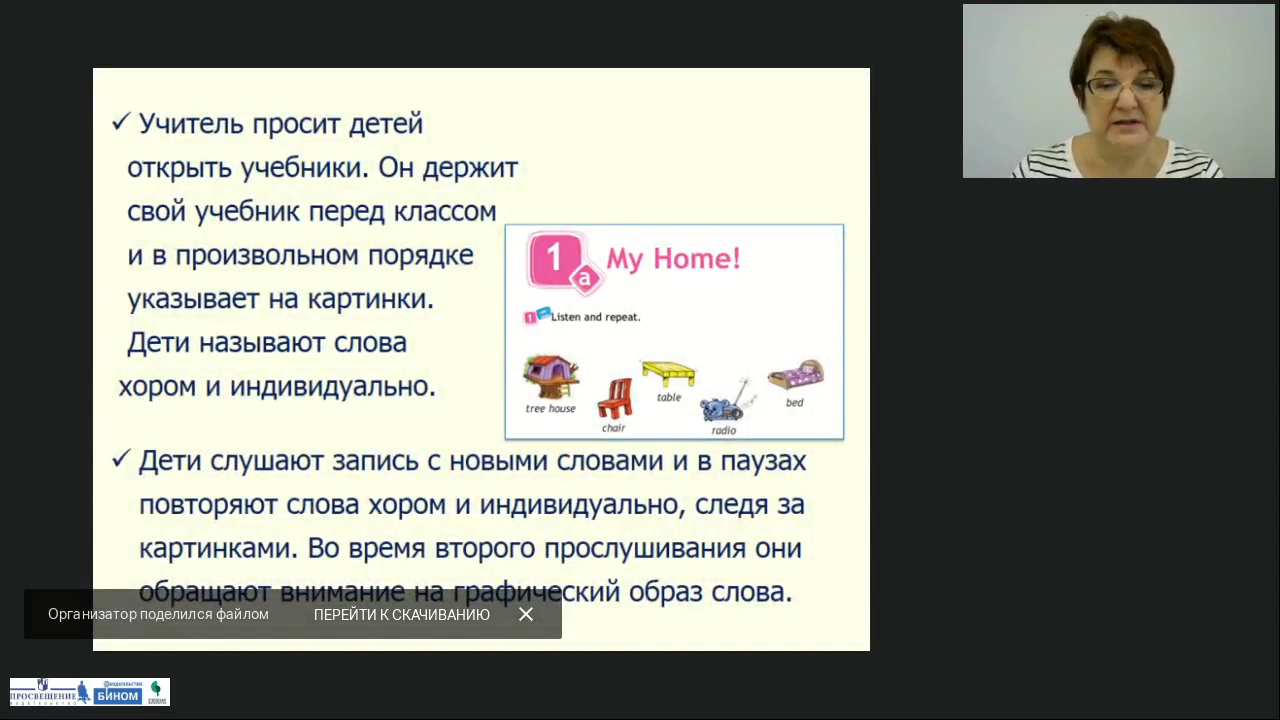 ✓ Учитель просит детей
открыть учебники. Он держит
свой учебник перед классом
и в произвольном порядке
указывает на картинки.
Дети называют слова
хором и индивидуально.
1 a My Home!
1 Listen and repeat.
tree house
chair
table
radio
bed
✓ Дети слушают запись с новыми словами и в паузах
повторяют слова хором и индивидуально, следя за
картинками. Во время второго прослушивания они
обращают внимание на графический образ слова.
Организатор поделился файлом ПЕРЕЙТИ К СКАЧИВАНИЮ
ПРОСВЕЩЕНИЕ
ИЗДАТЕЛЬСТВО
БИНОМ